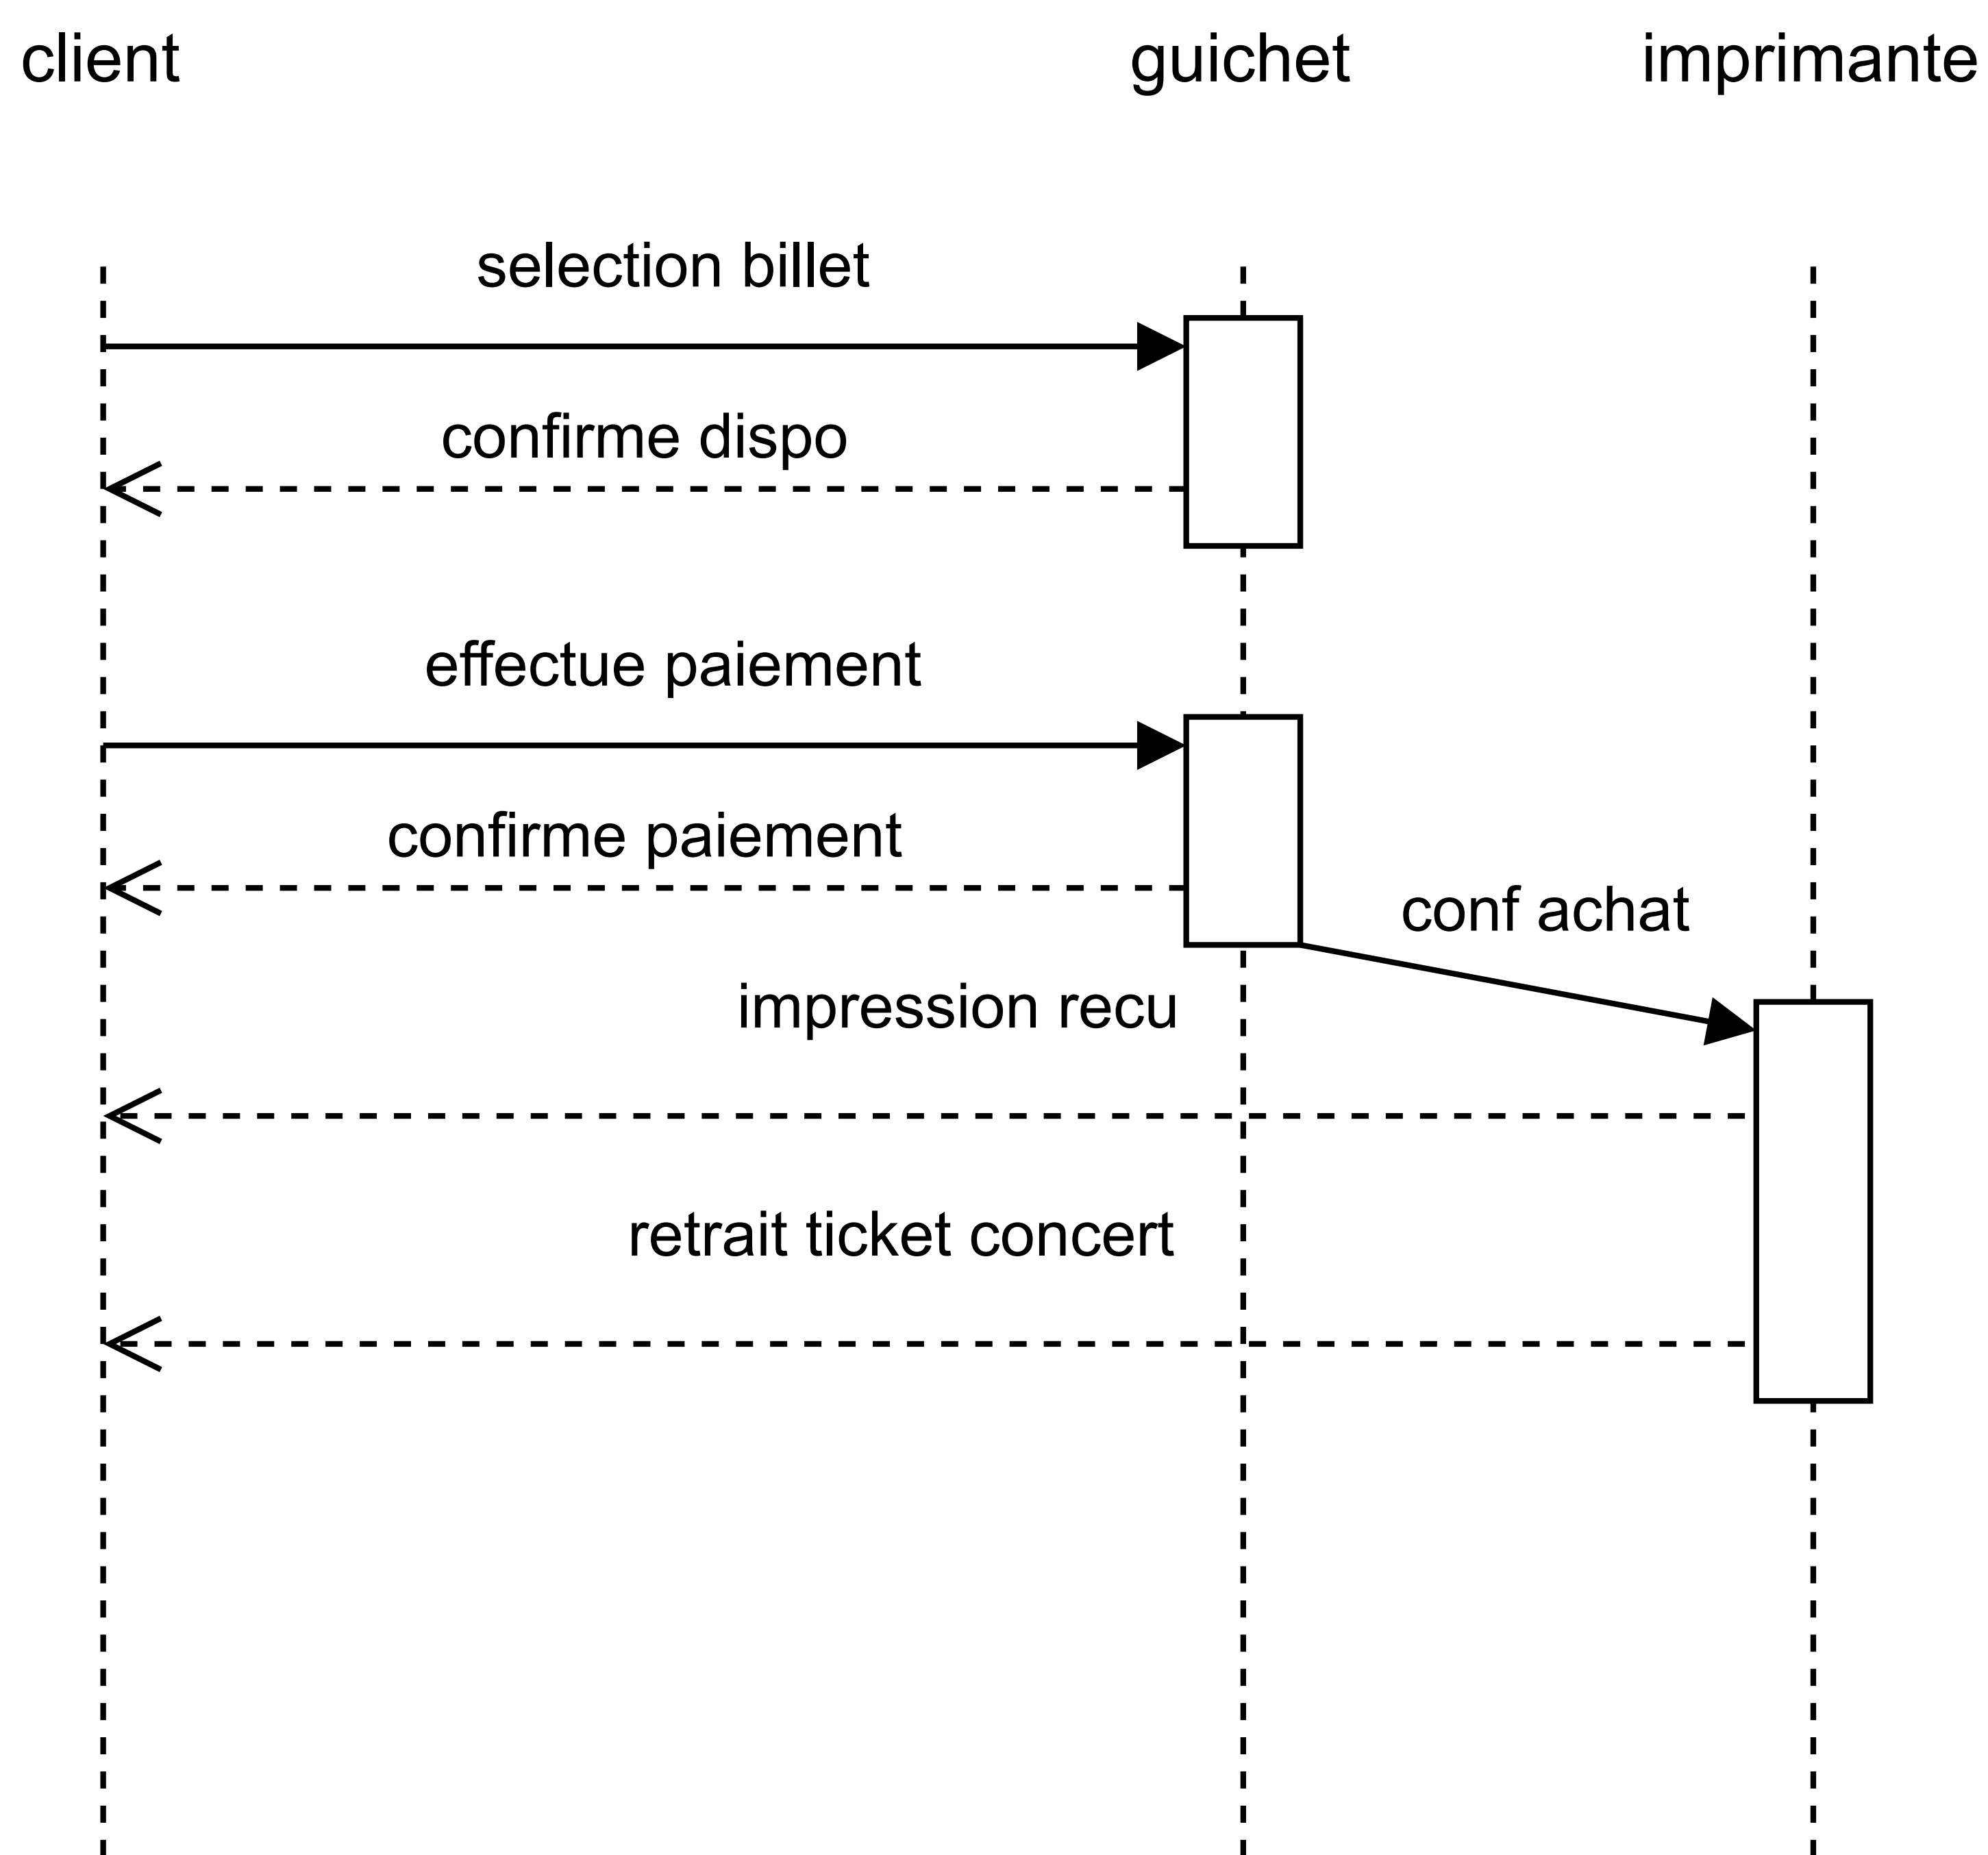 client
guichet
imprimante
selection billet
confirme dispo
effectue paiement
confirme paiement
conf achat
impression recu
retrait ticket concert